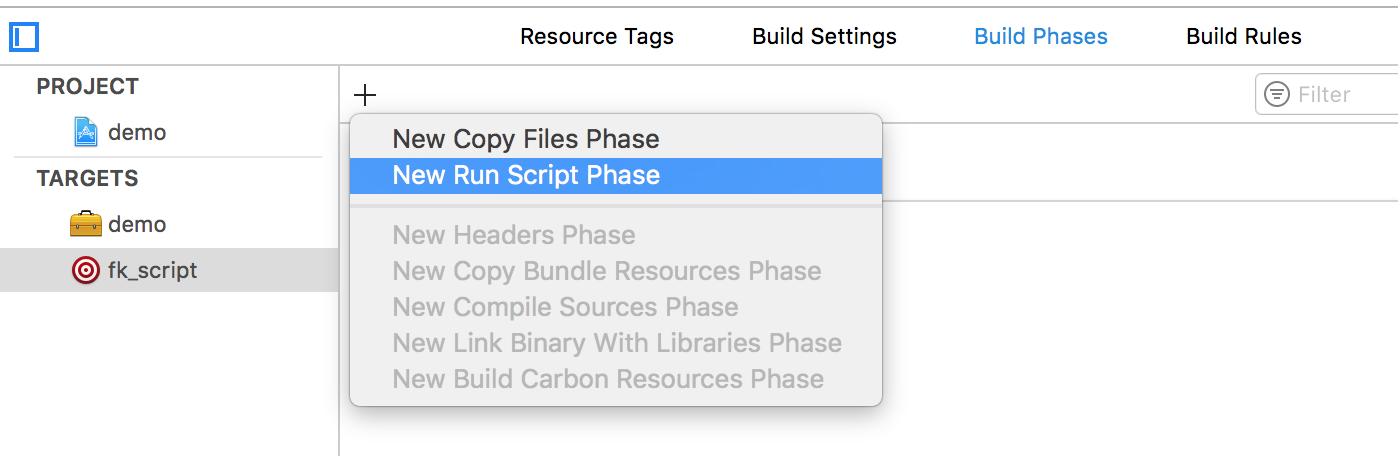 Resource Tags Build Settings Build Phases Build Rules
PROJECT
demo
TARGETS
demo
fk_script
Filter
New Copy Files Phase
New Run Script Phase
New Headers Phase
New Copy Bundle Resources Phase
New Compile Sources Phase
New Link Binary With Libraries Phase
New Build Carbon Resources Phase